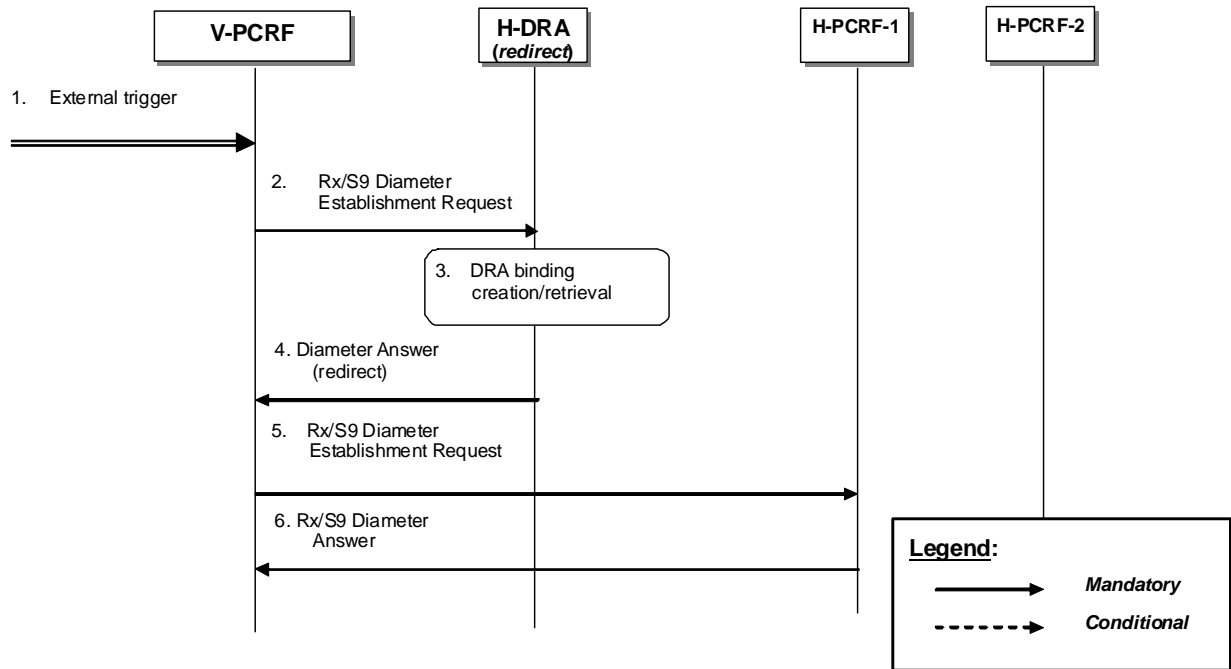 V-PCRF
H-DRA
(redirect)
H-PCRF-1
H-PCRF-2
1. External trigger
2. Rx/S9 Diameter
Establishment Request
3. DRA binding
creation/retrieval
4. Diameter Answer
(redirect)
5. Rx/S9 Diameter
Establishment Request
6. Rx/S9 Diameter
Answer
Legend:
Mandatory
Conditional